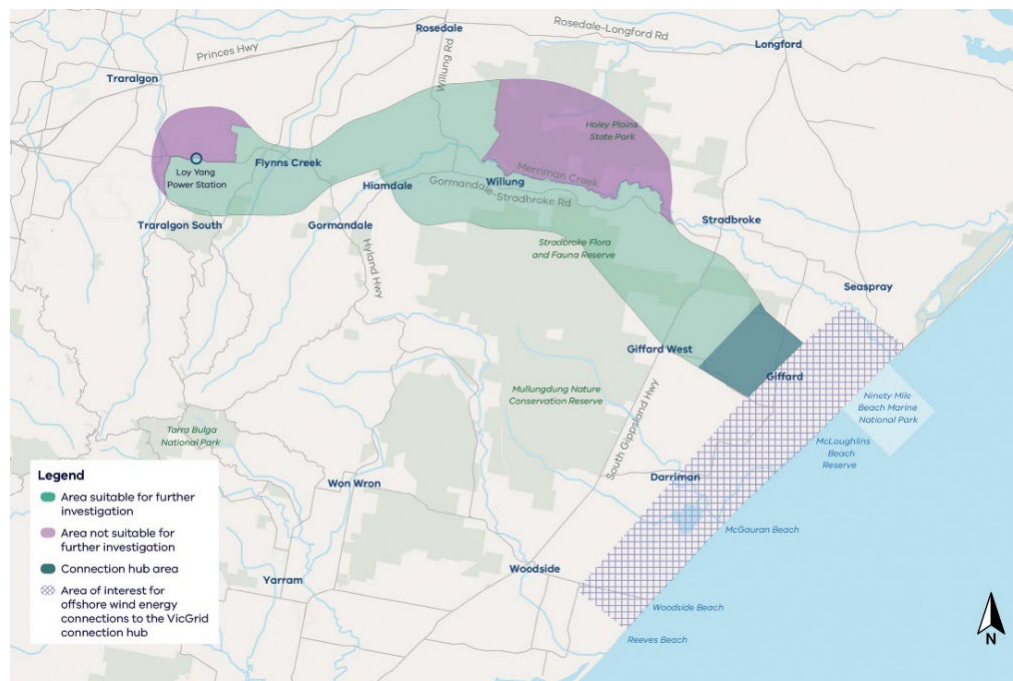 Rosedale
Rosedale-Longford Rd
Longford
Princes Hwy
Willung Rd
Traralgon
Holey Plains
State Park
Loy Yang
Power Station
Flynns Creek
Merriman Creek
Hiamdale
Willung
Gormandale-Stradbroke Rd
Traralgon South
Gormandale
Stradbroke
Hyland Hwy
Stradbroke Flora
and Fauna Reserve
Seaspray
Giffard West
Giffard
Mullungdung Nature
Conservation Reserve
South Gippsland Hwy
Ninety Mile
Beach Marine
National Park
Tarra Bulga
National Park
McLoughlins
Beach
Reserve
Darriman
Won Wron
McGauran Beach
Woodside
Yarram
Woodside Beach
Reeves Beach
Legend
Area suitable for further
investigation
Area not suitable for
further investigation
Connection hub area
Area of interest for
offshore wind energy
connections to the VicGrid
connection hub
N